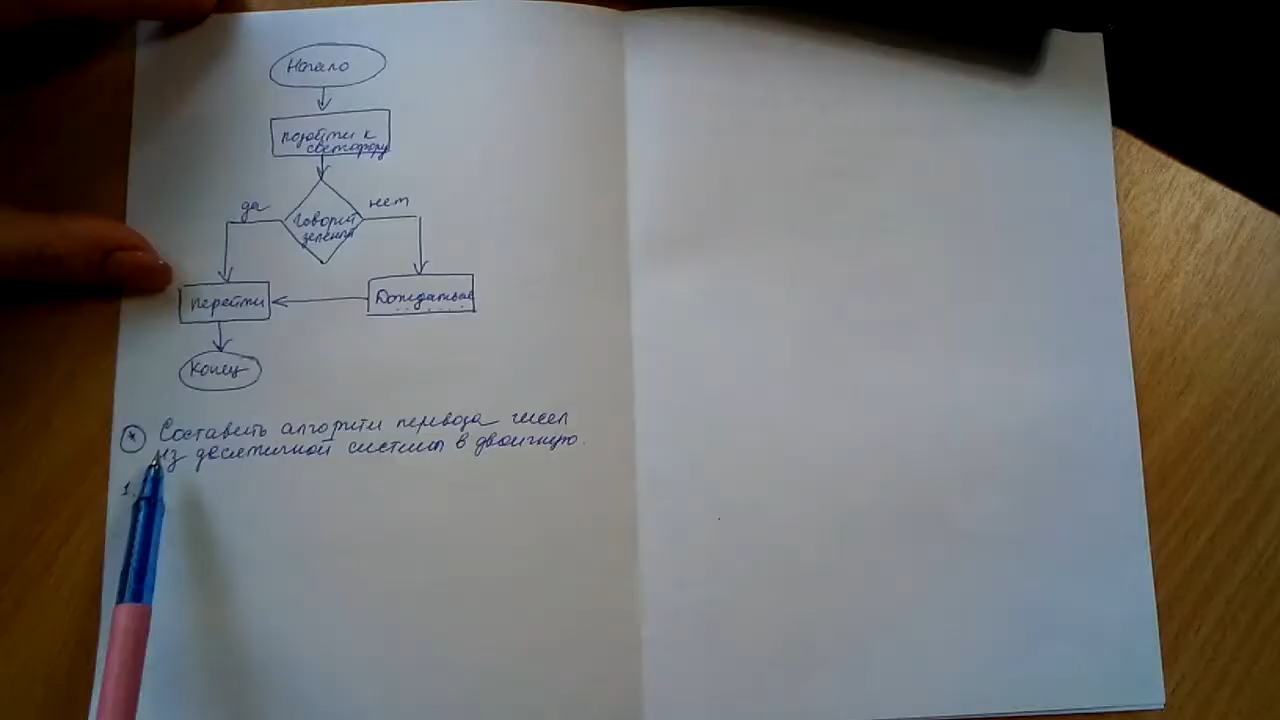 Начало
подойти к
светофору
да
нет
Говорит
зеленый
перейти
Дождаться
Конец
* Составить алгоритм перевода чисел
из десятичной системы в двоичную.
1.